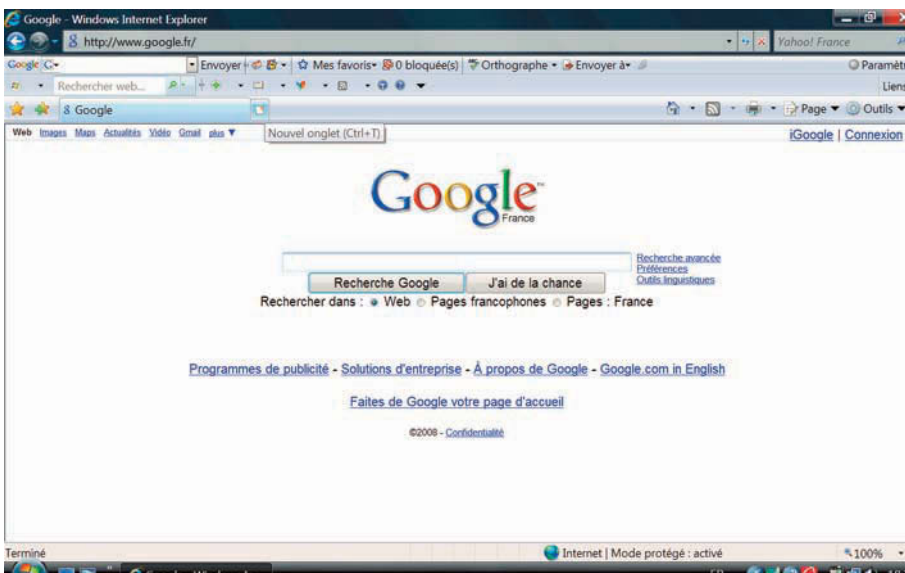 Google - Windows Internet Explorer
http://www.google.fr/
Yahoo! France
Google G Envoyer Mes favoris 0 bloquée(s) Orthographe Envoyer à
Rechercher web...
Google Page Outils
Web Images Maps Actualités Vidéo Gmail plus ▼ Nouvel onglet (Ctrl+T) iGoogle | Connexion
Google™
France
Recherche avancée
Préférences
Outils linguistiques
Recherche Google J'ai de la chance
Rechercher dans : Web Pages francophones Pages : France
Programmes de publicité - Solutions d'entreprise - À propos de Google - Google.com in English
Faites de Google votre page d'accueil
©2008 - Confidentialité
Terminé Internet | Mode protégé : activé 100%